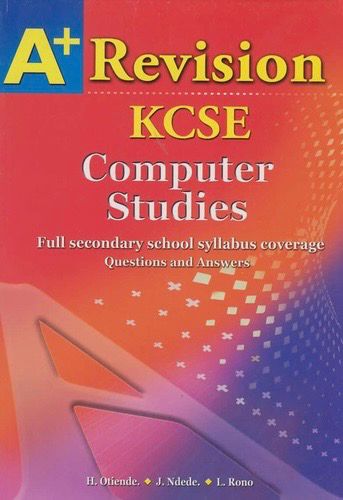 A+ Revision
KCSE
Computer
Studies
Full secondary school syllabus coverage
Questions and Answers
H. Otiende. • J. Ndede. • L. Rono